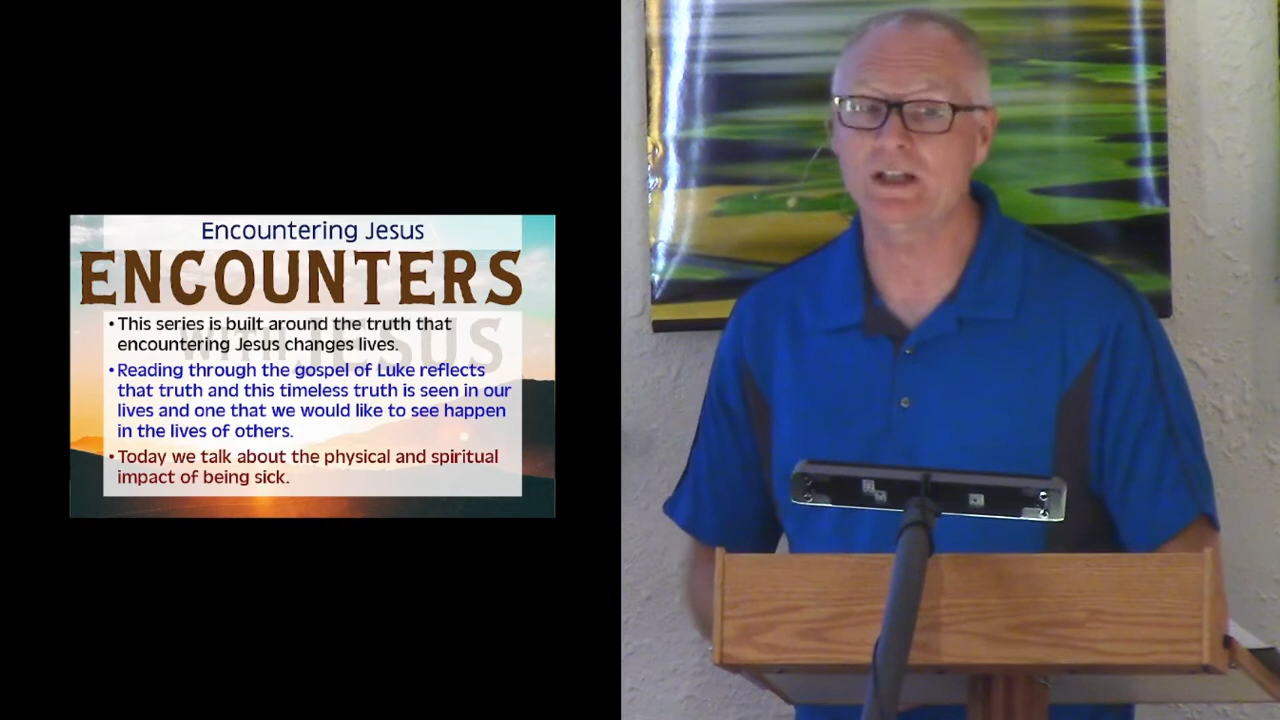 Encountering Jesus
ENCOUNTERS
WITH JESUS
• This series is built around the truth that
encountering Jesus changes lives.
• Reading through the gospel of Luke reflects
that truth and this timeless truth is seen in our
lives and one that we would like to see happen
in the lives of others.
• Today we talk about the physical and spiritual
impact of being sick.